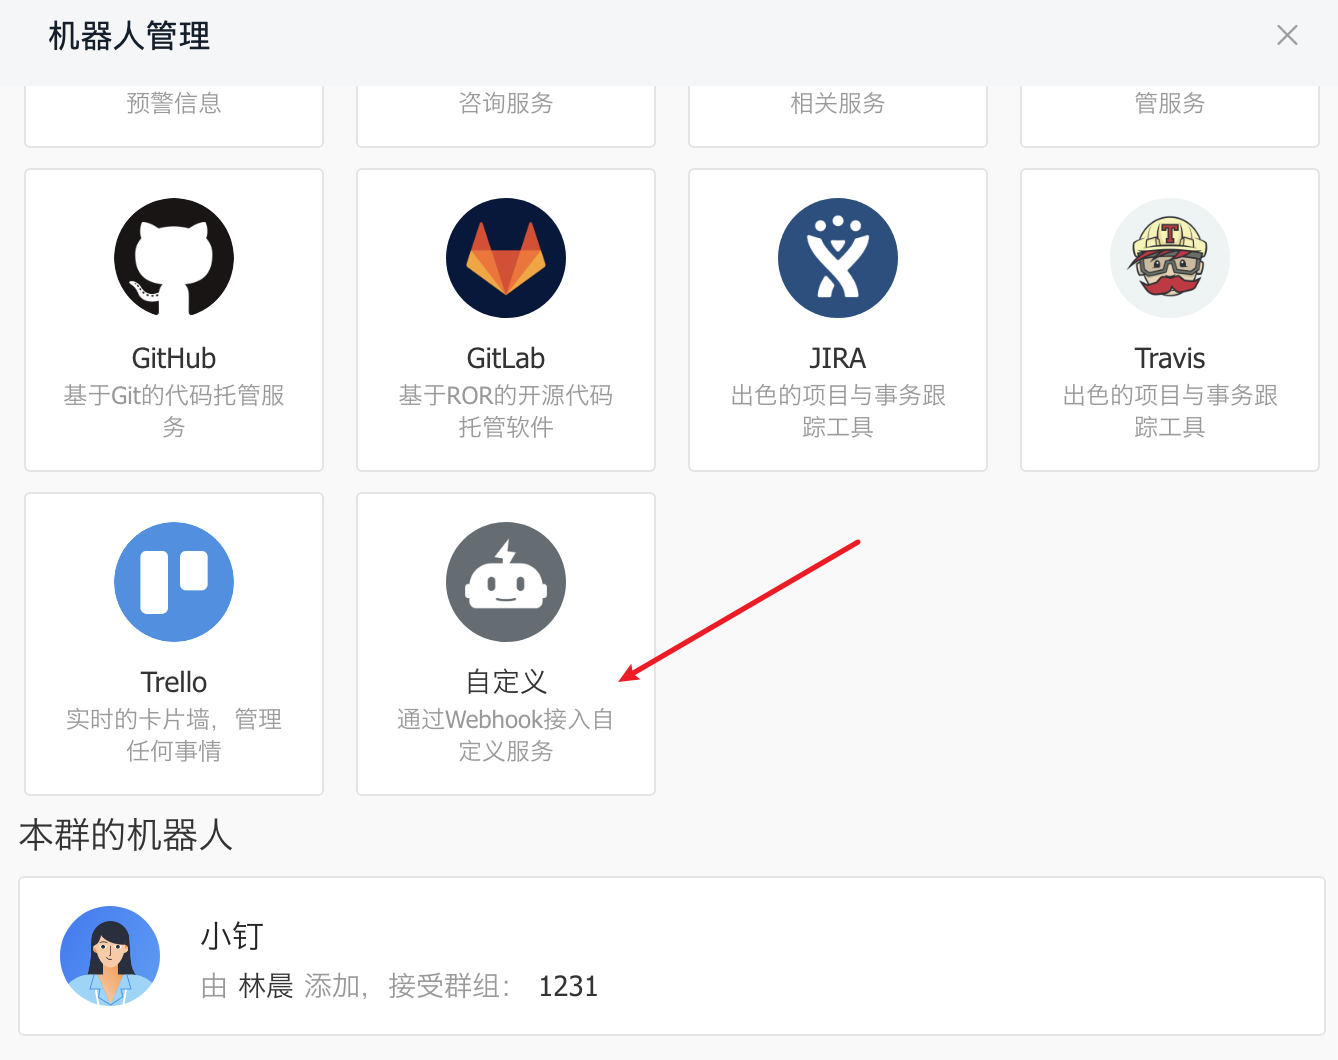 机器人管理
预警信息
咨询服务
相关服务
管服务
GitHub
基于Git的代码托管服
务
GitLab
基于ROR的开源代码
托管软件
JIRA
出色的项目与事务跟
踪工具
Travis
出色的项目与事务跟
踪工具
Trello
实时的卡片墙，管理
任何事情
自定义
通过Webhook接入自
定义服务
本群的机器人
小钉
由 林晨 添加，接受群组： 1231